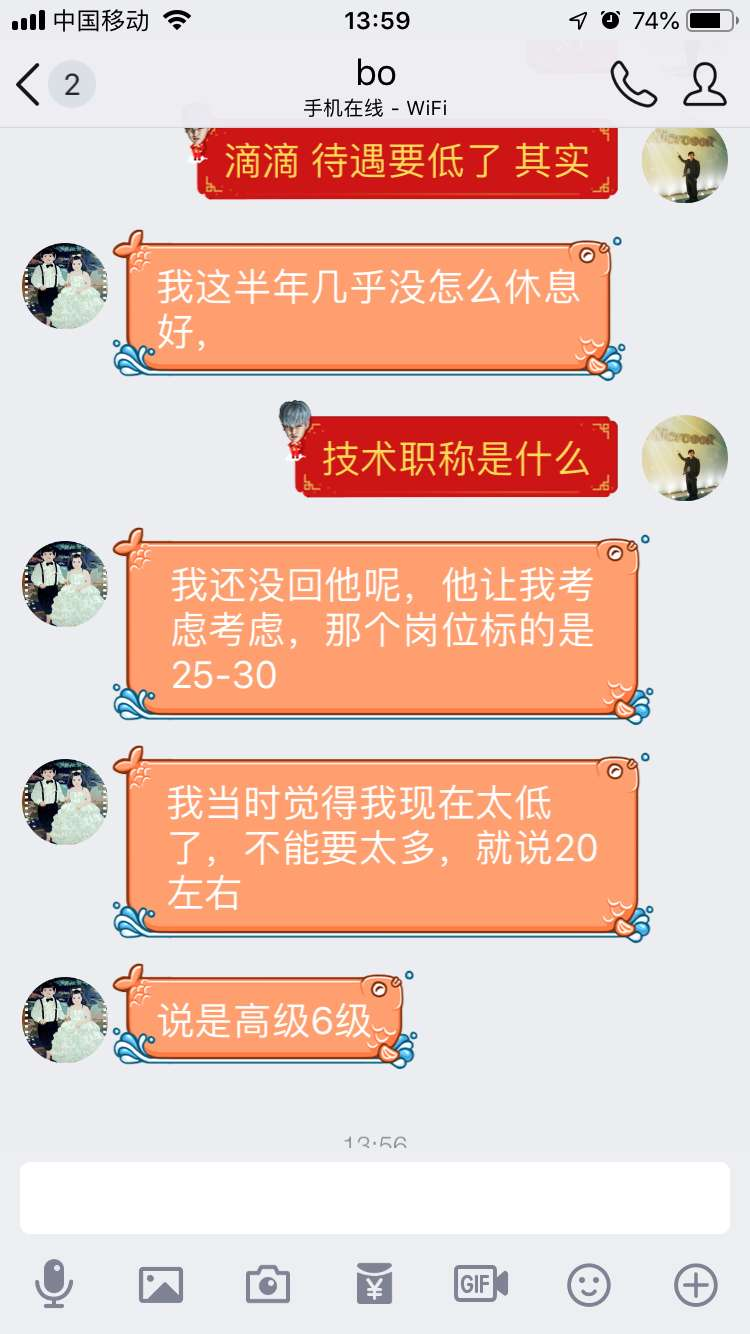 中国移动 13:59 74%
2 bo
手机在线 - WiFi
滴滴 待遇要低了 其实
我这半年几乎没怎么休息
好，
技术职称是什么
我还没回他呢，他让我考
虑考虑，那个岗位标的是
25-30
我当时觉得我现在太低
了，不能要太多，就说20
左右
说是高级6级
13:56
GIF